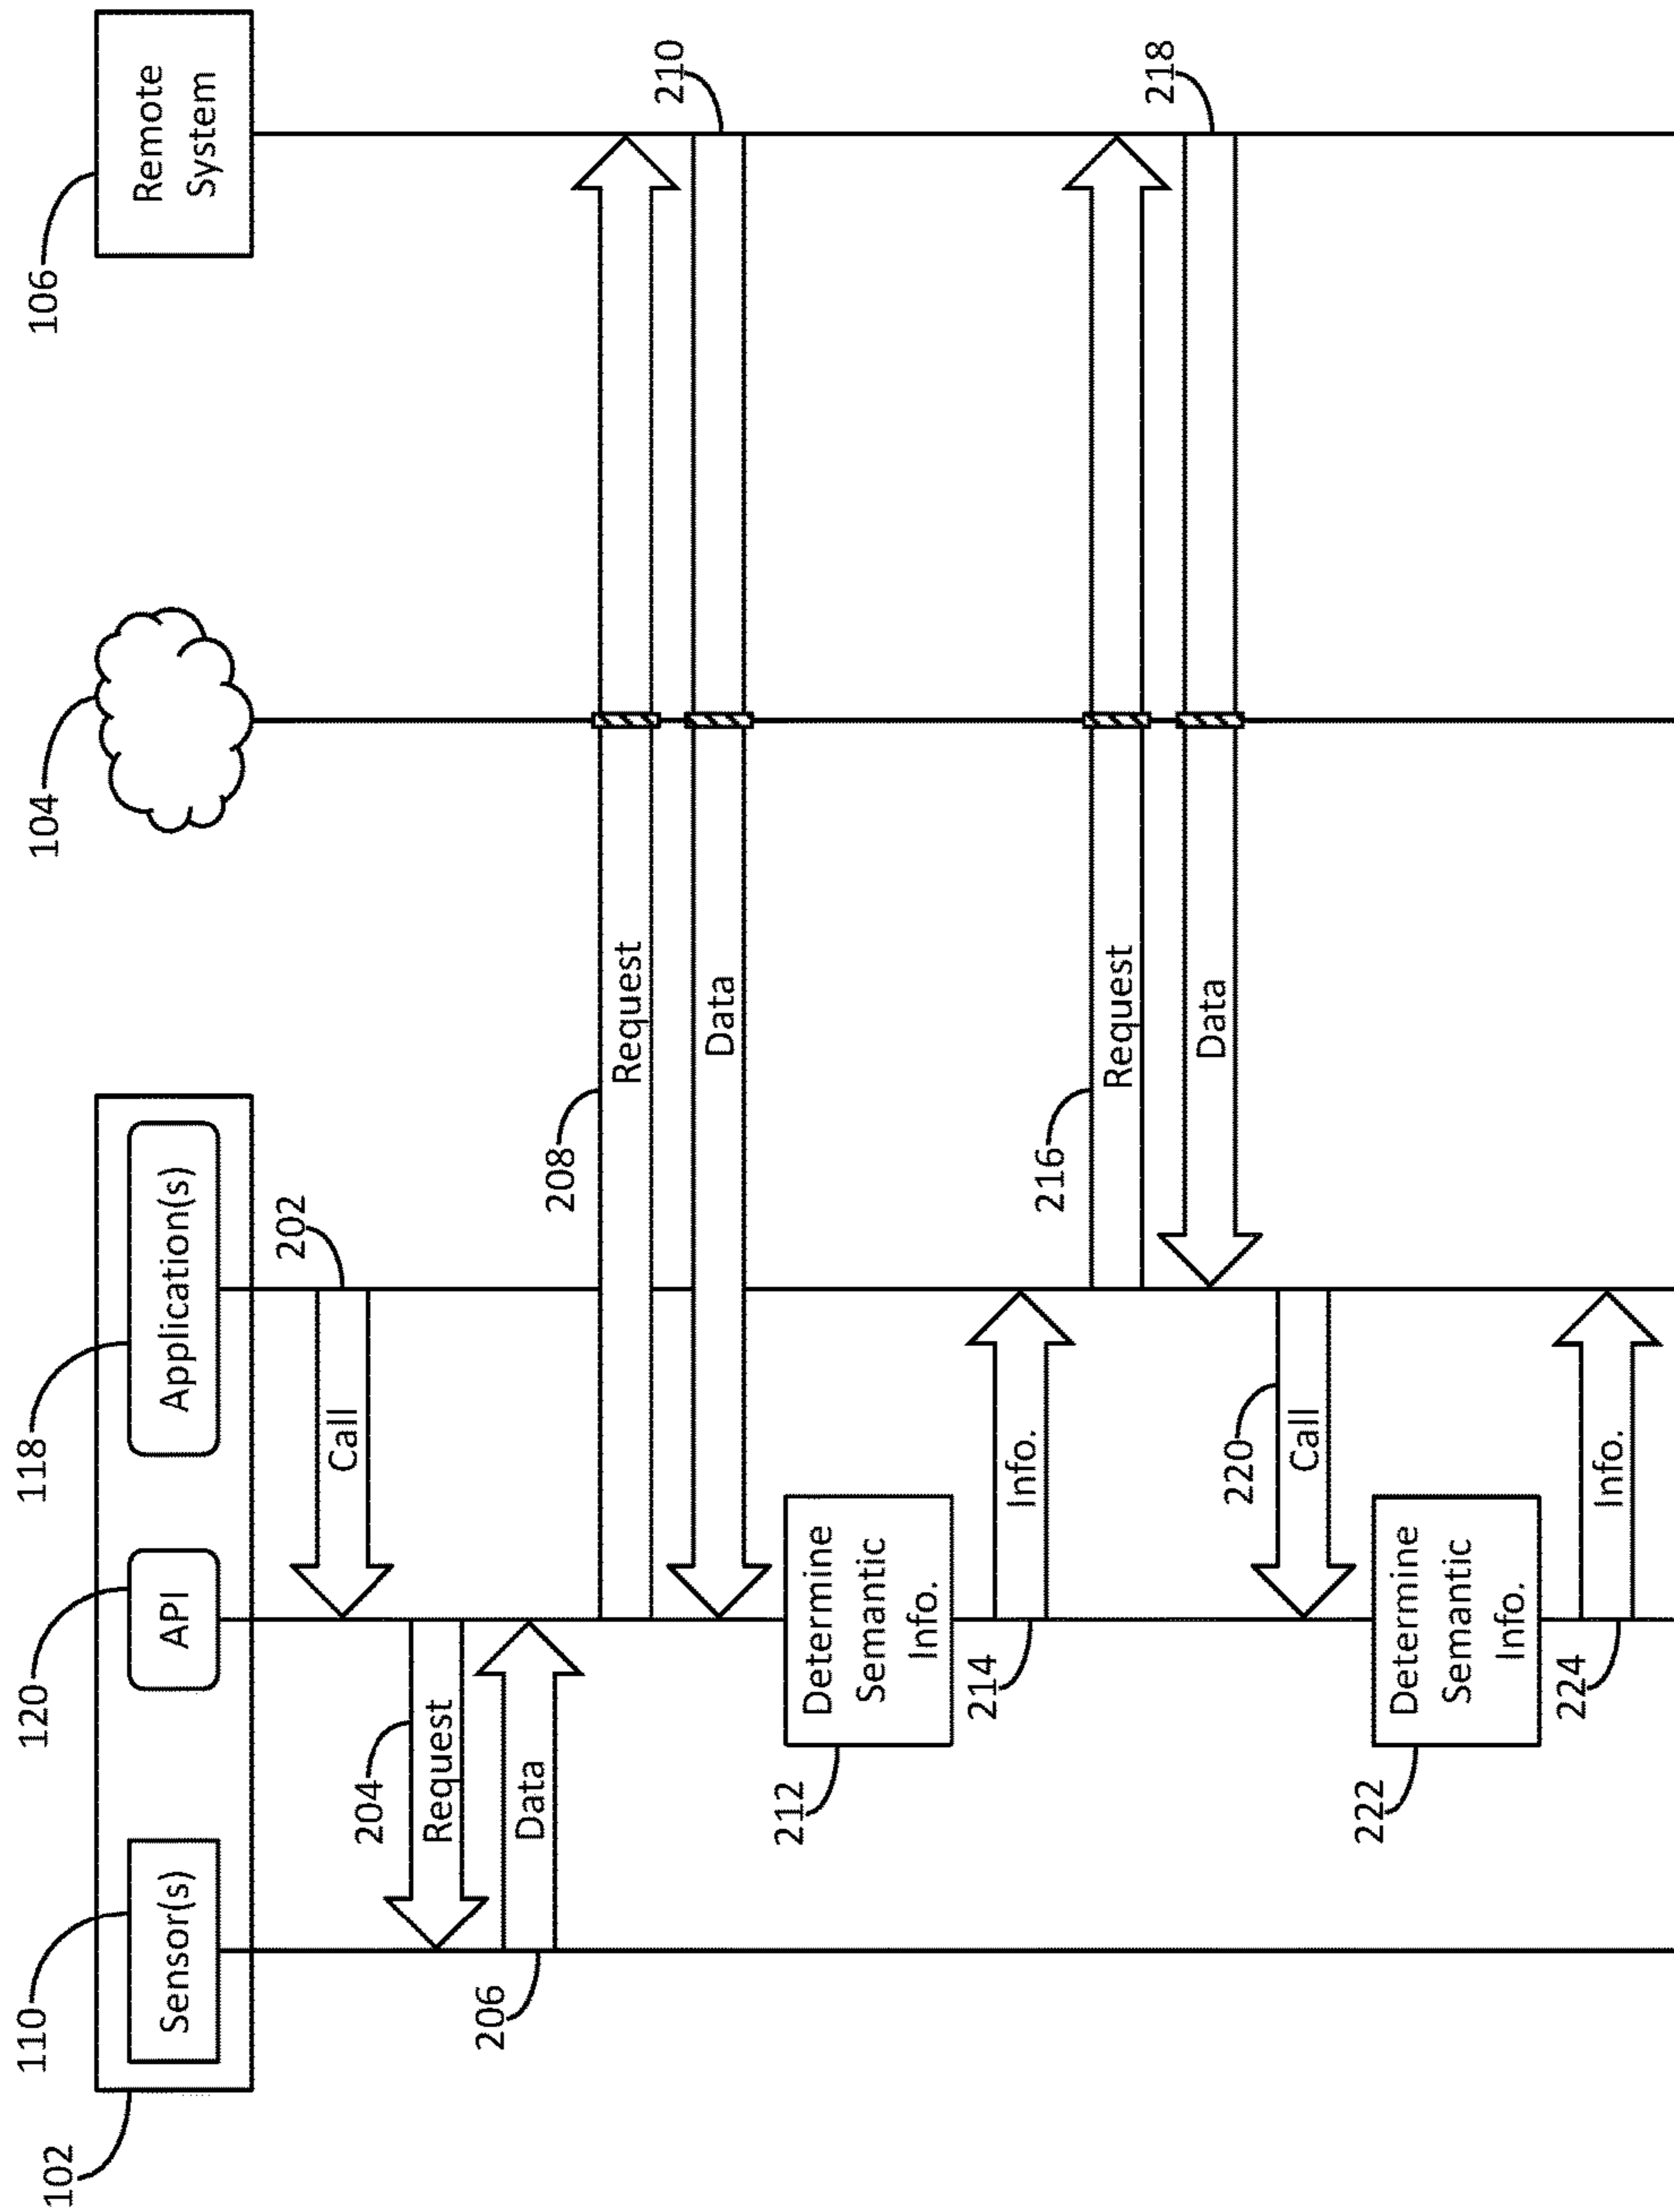 102
110
Sensor(s)
120
API
118
Application(s)
104
106
Remote
System
202
Call
204
Request
206
Data
208
Request
210
Data
212
Determine
Semantic
Info.
214
Info.
216
Request
218
Data
220
Call
222
Determine
Semantic
Info.
224
Info.